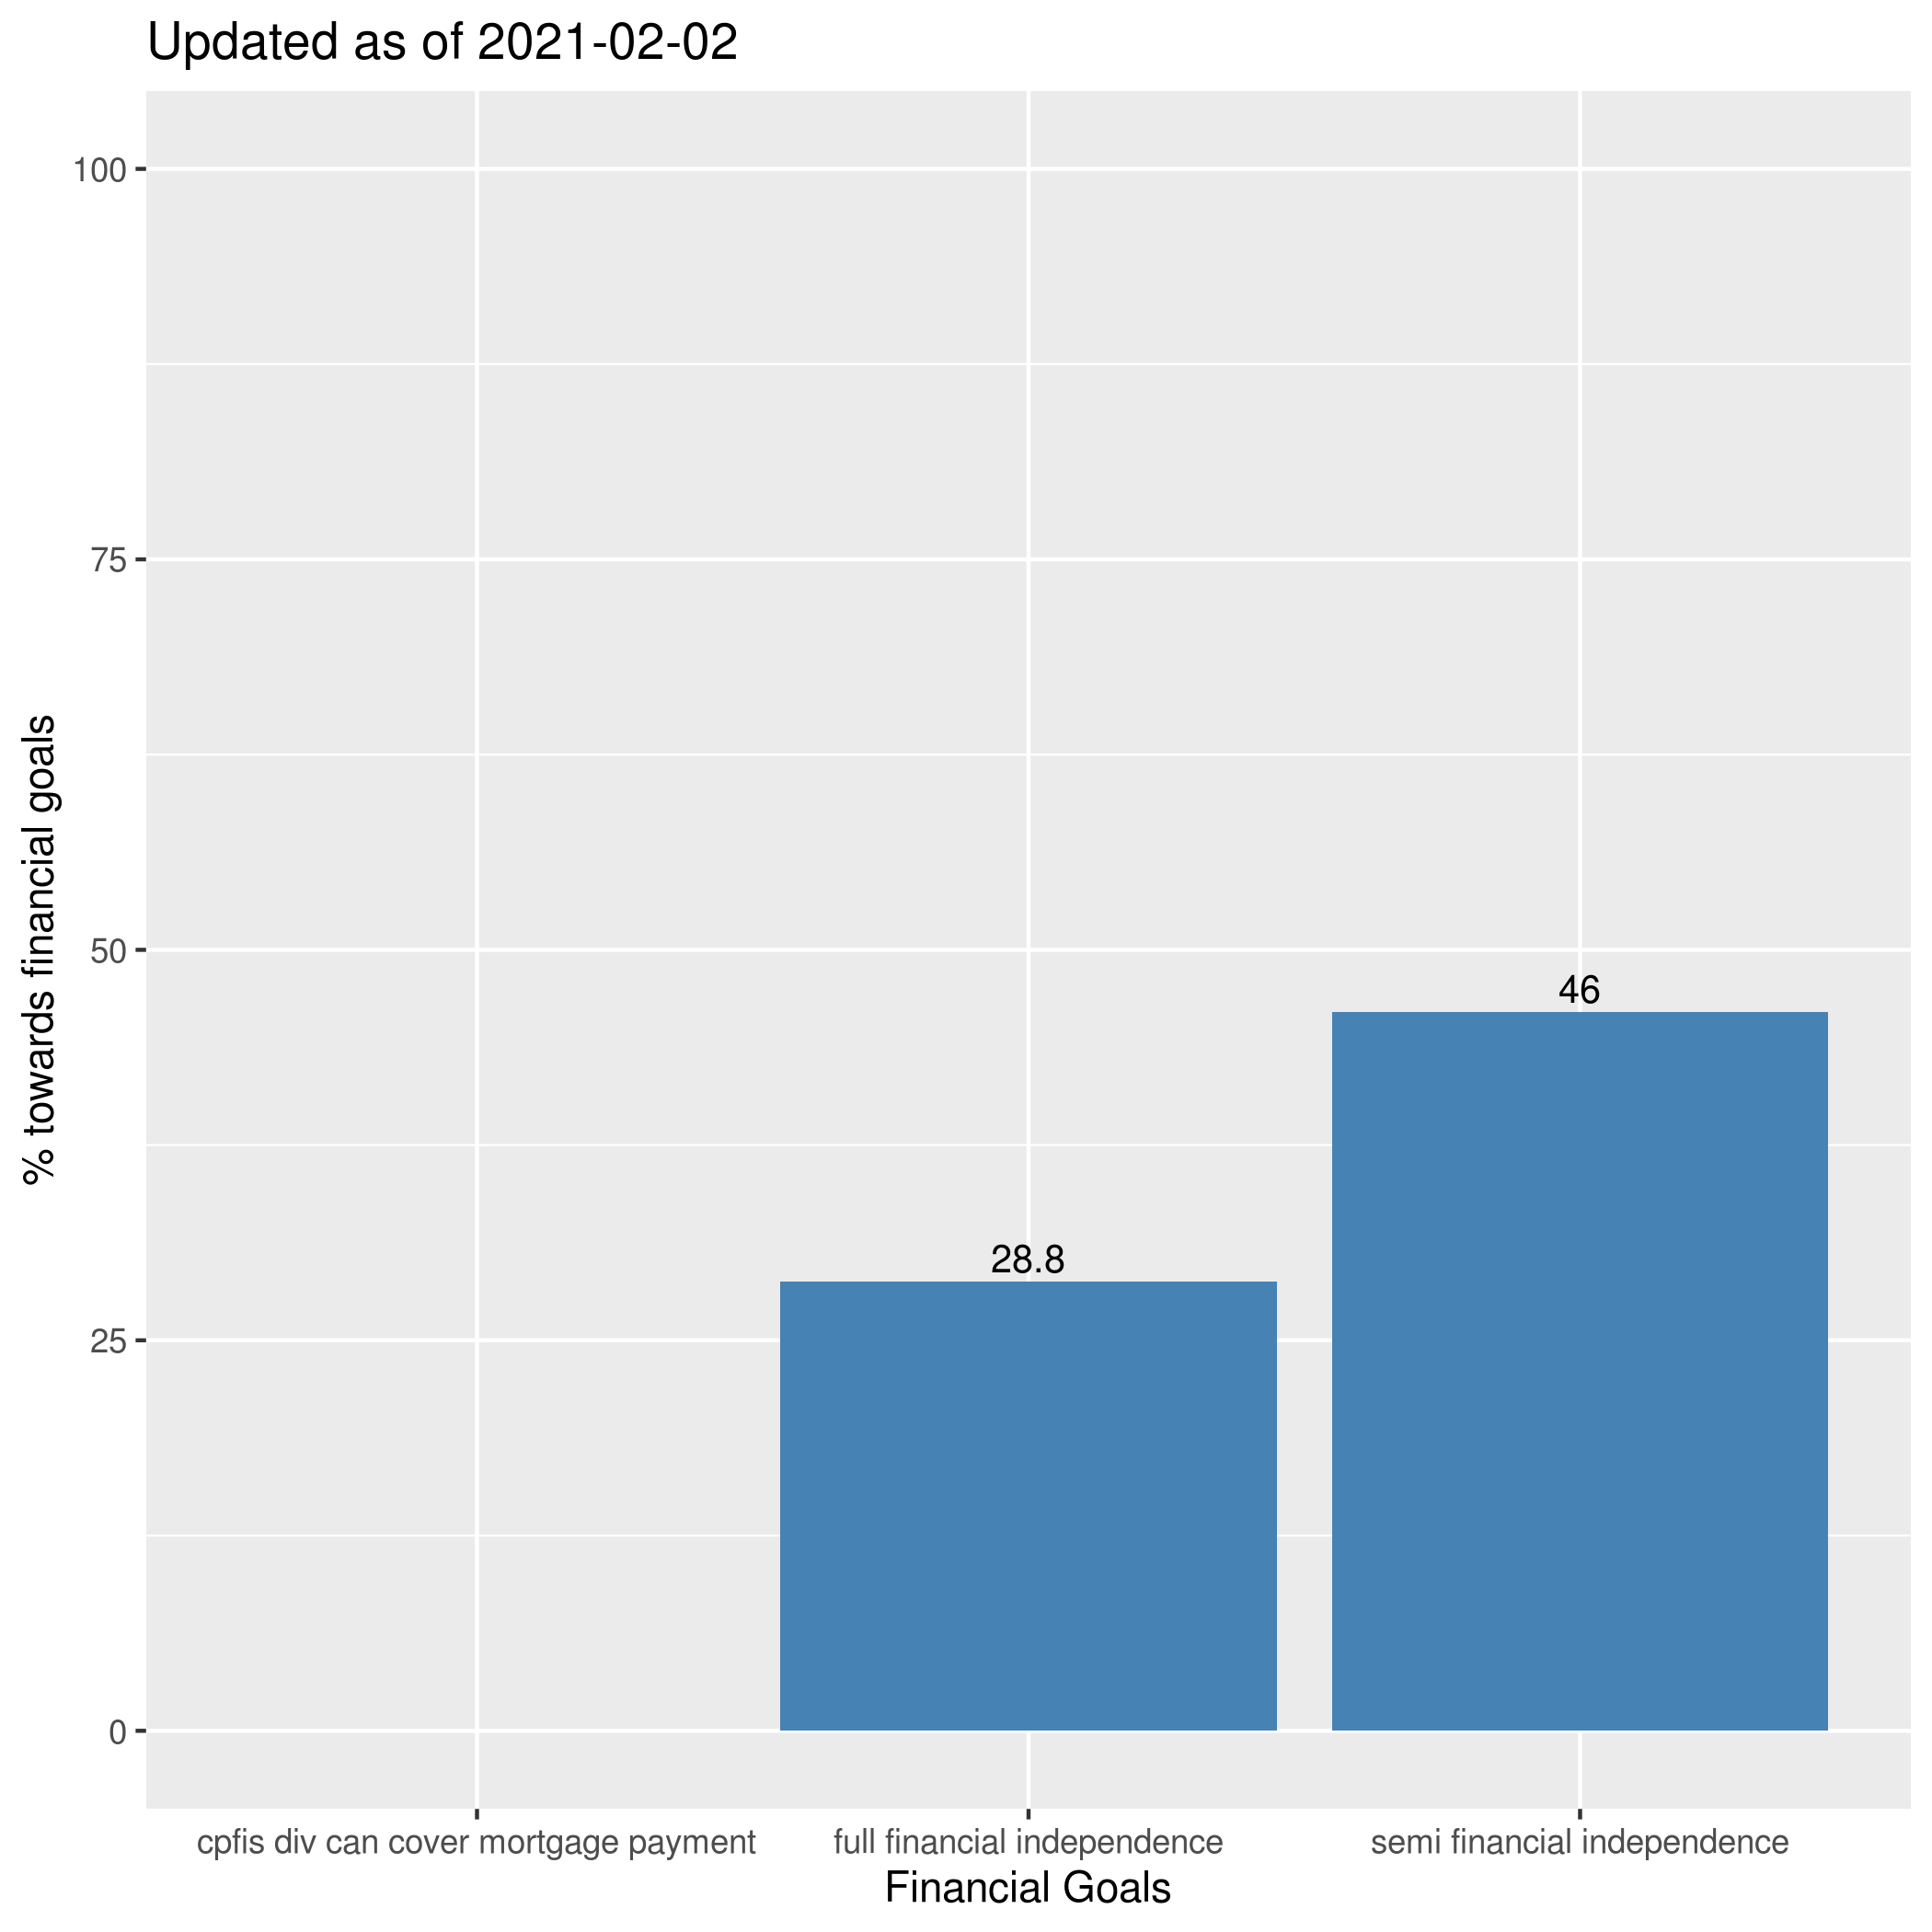 Updated as of 2021-02-02
% towards financial goals
100
75
50
25
0
46
28.8
cpfis div can cover mortgage payment
full financial independence
semi financial independence
Financial Goals